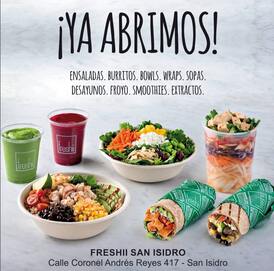 ¡YA ABRIMOS!
ENSALADAS. BURRITOS. BOWLS. WRAPS. SOPAS.
DESAYUNOS. FROYO. SMOOTHIES. EXTRACTOS.
freshii
FRESHII SAN ISIDRO
Calle Coronel Andrés Reyes 417 - San Isidro